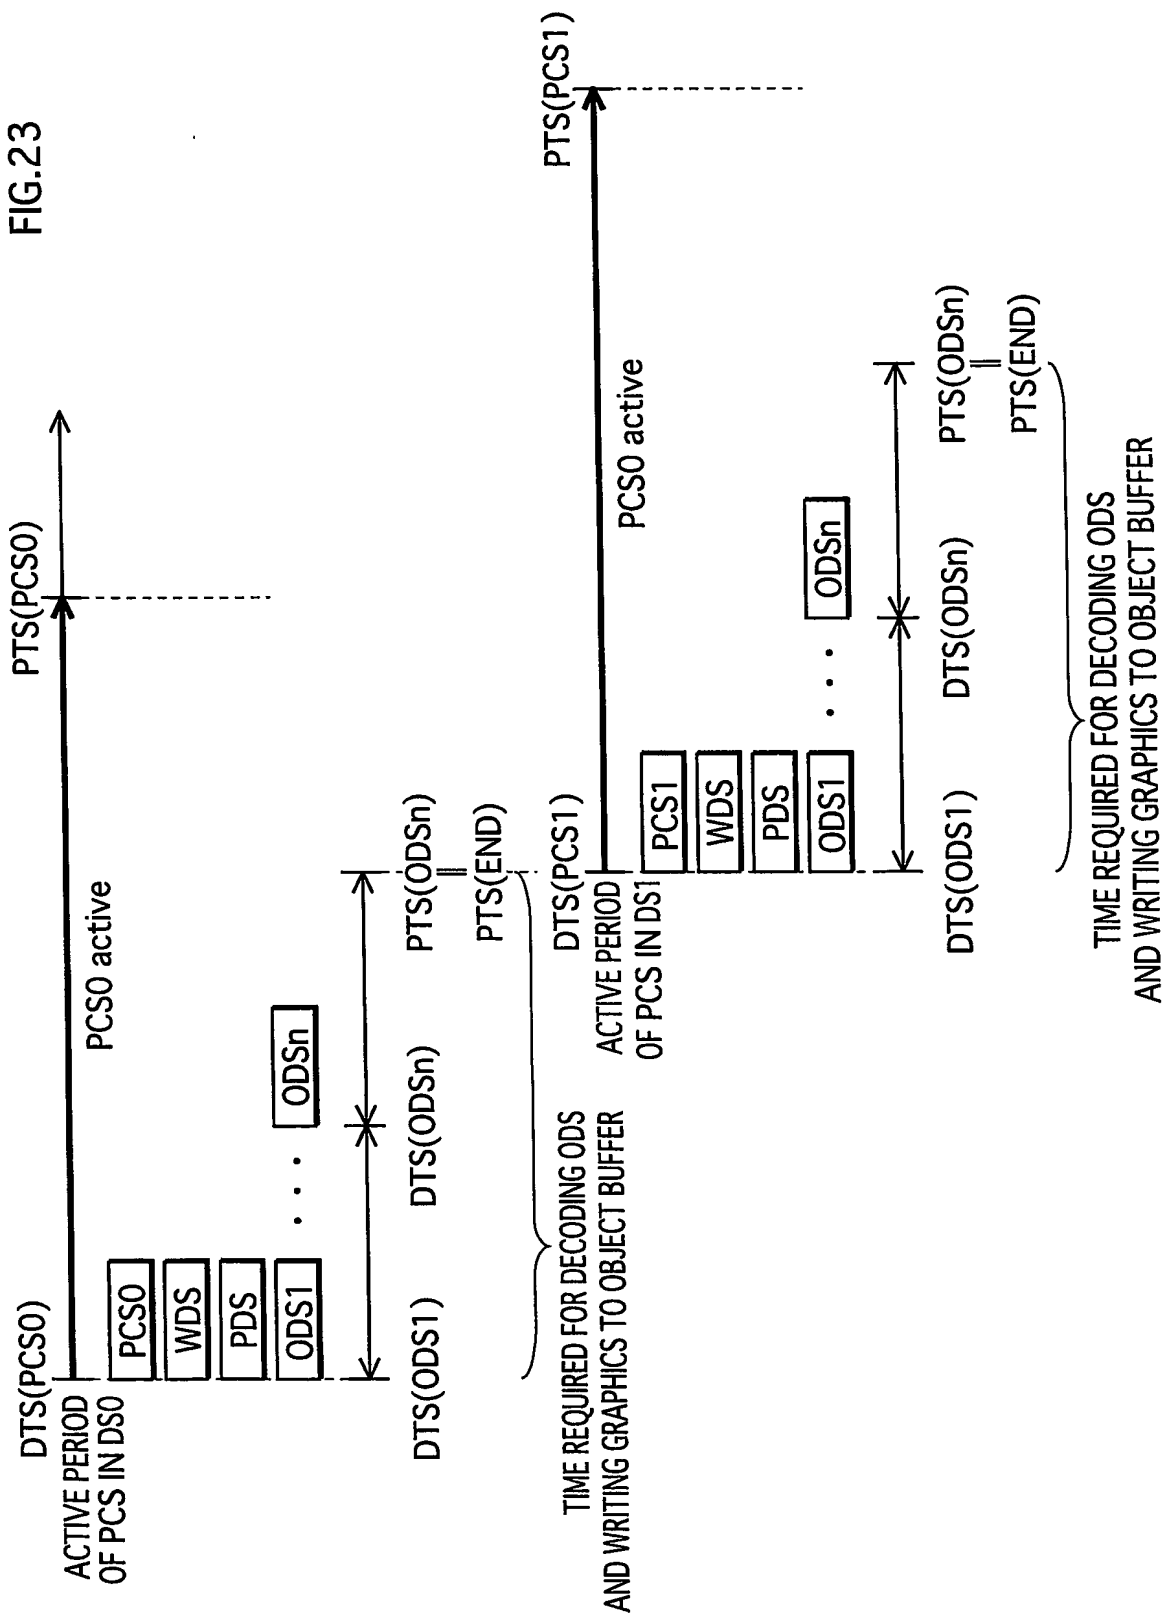 FIG.23
DTS(PCS0)
PTS(PCS0)
ACTIVE PERIOD
OF PCS IN DS0
PCS0 active
PCS0
WDS
PDS
ODS1
. . .
ODSn
DTS(ODS1)
DTS(ODSn)
PTS(ODSn)
=
PTS(END)
TIME REQUIRED FOR DECODING ODS
AND WRITING GRAPHICS TO OBJECT BUFFER
DTS(PCS1)
PTS(PCS1)
ACTIVE PERIOD
OF PCS IN DS1
PCS0 active
PCS1
WDS
PDS
ODS1
. . .
ODSn
DTS(ODS1)
DTS(ODSn)
PTS(ODSn)
=
PTS(END)
TIME REQUIRED FOR DECODING ODS
AND WRITING GRAPHICS TO OBJECT BUFFER